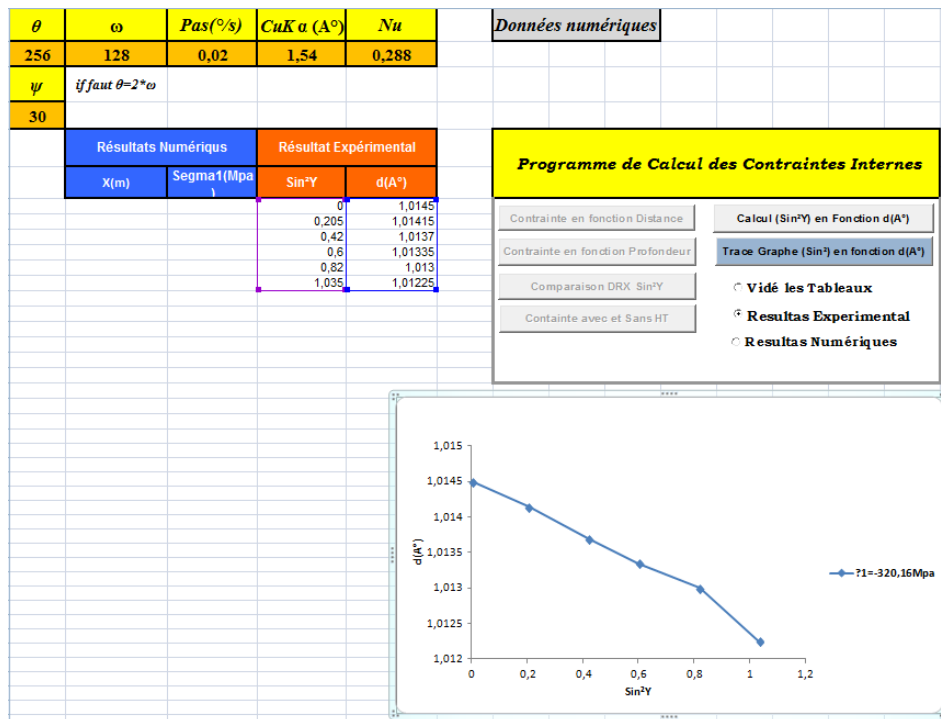 θ ω Pas(°/s) CuK α (A°) Nu Données numériques
256 128 0,02 1,54 0,288
ψ if faut θ=2*ω
30
Résultats Numériqus Résultat Expérimental
X(m) Segma1(Mpa) Sin²Y d(A°)
0 1,0145
0,205 1,01415
0,42 1,0137
0,6 1,01335
0,82 1,013
1,035 1,01225
Programme de Calcul des Contraintes Internes
Contrainte en fonction Distance Calcul (Sin²Y) en Fonction d(A°)
Contrainte en fonction Profondeur Trace Graphe (Sin²) en fonction d(A°)
Comparaison DRX Sin²Y Vidé les Tableaux
Containte avec et Sans HT Resultas Experimental
Resultas Numériques
1,015
1,0145
1,014
1,0135
1,013
1,0125
1,012
d(A°)
?1=-320,16Mpa
0 0,2 0,4 0,6 0,8 1 1,2
Sin²Y